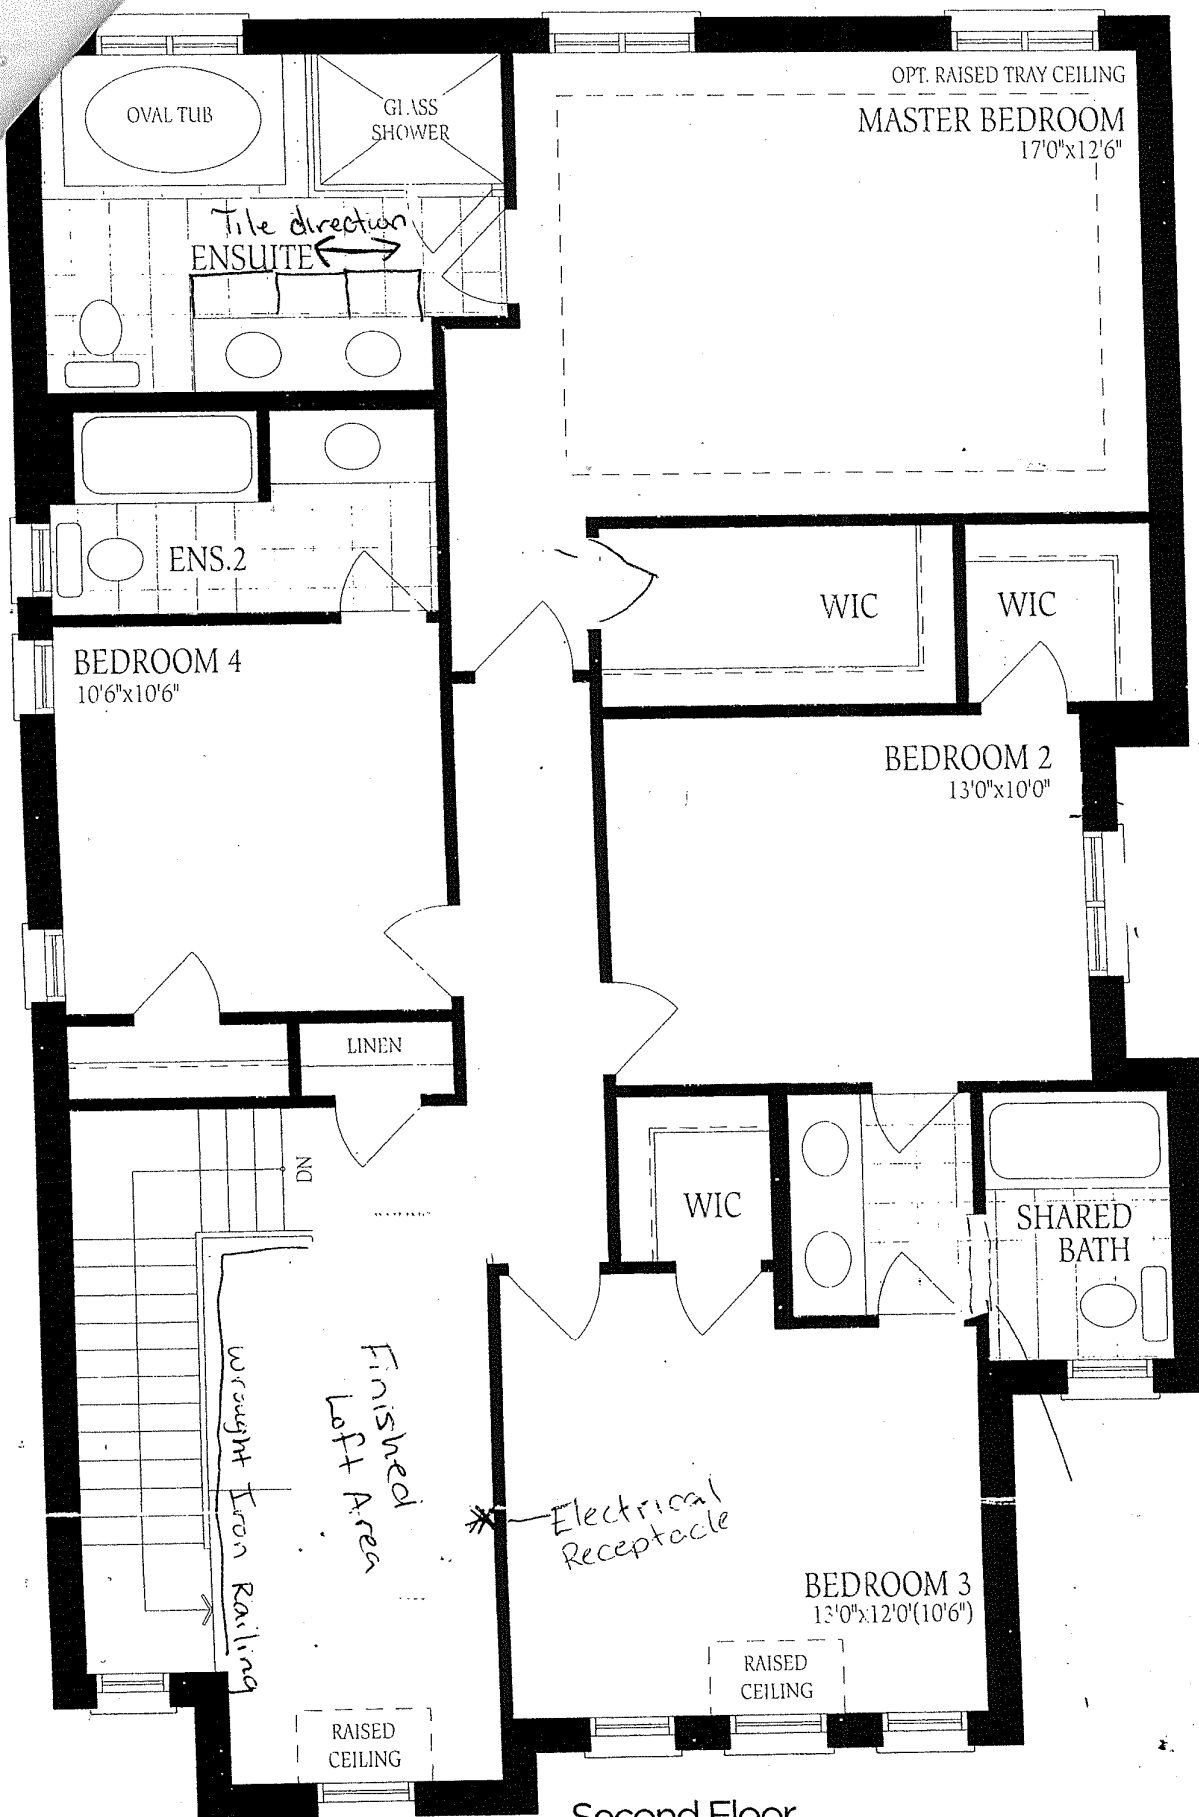 OPT. RAISED TRAY CEILING
MASTER BEDROOM
17'0"x12'6"
OVAL TUB
GLASS
SHOWER
Tile direction
ENSUITE
ENS.2
WIC
WIC
BEDROOM 4
10'6"x10'6"
BEDROOM 2
13'0"x10'0"
LINEN
DN
WIC
SHARED
BATH
Wrought Iron Railing
Finished
Loft Area
Electrical
Receptacle
BEDROOM 3
13'0"x12'0'(10'6")
RAISED
CEILING
RAISED
CEILING
Second Floor